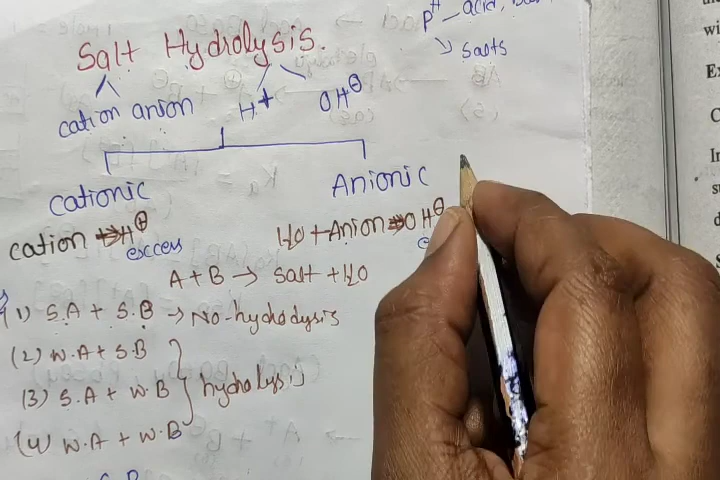 Salt Hydrolysis.
pH - acid,
↘ salts
cation anion H+ OH⊖
Cationic Anionic
cation → H⊕
excess
H2O + Anion → OH⊖
A + B → salt + H2O
(1) S.A + S.B → No-hydrolysis
(2) W.A + S.B
(3) S.A + W.B } hydrolysis
(4) W.A + W.B